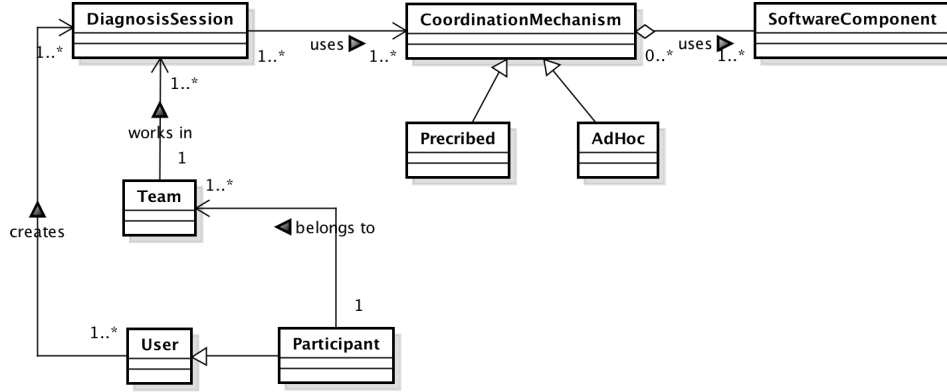 DiagnosisSession
CoordinationMechanism
SoftwareComponent
1..*
1..*
uses
1..*
0..*
uses
1..*
1..*
works in
1
Precribed
AdHoc
Team
1..*
creates
belongs to
1
1..*
User
Participant